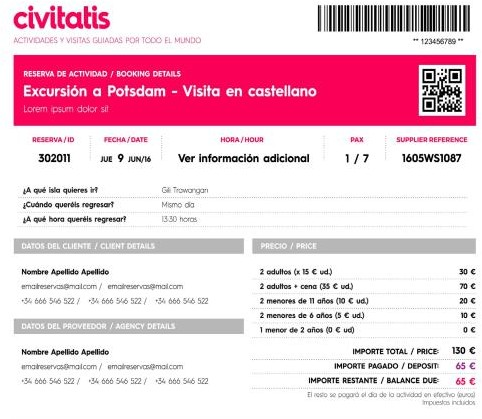 civitatis
ACTIVIDADES Y VISITAS GUIADAS POR TODO EL MUNDO
** 123456789 **
RESERVA DE ACTIVIDAD / BOOKING DETAILS
Excursión a Potsdam - Visita en castellano
Lorem ipsum dolor sit
RESERVA / ID FECHA / DATE HORA / HOUR PAX SUPPLIER REFERENCE
302011 JUE 9 JUN/16 Ver información adicional 1 / 7 1605WS1087
¿A qué isla quieres ir? Gili Trawangan
¿Cuándo queréis regresar? Mismo día
¿A qué hora queréis regresar? 13:30 horas
DATOS DEL CLIENTE / CLIENT DETAILS
Nombre Apellido Apellido
emailreservas@mail.com / emailreservas@mail.com
+34 666 546 522 / +34 666 546 522 / +34 666 546 522
DATOS DEL PROVEEDOR / AGENCY DETAILS
Nombre Apellido Apellido
emailreservas@mail.com / emailreservas@mail.com
+34 666 546 522 / +34 666 546 522 / +34 666 546 522
PRECIO / PRICE
2 adultos (x 15 € ud.) 30 €
2 adultos + cena (35 € ud.) 70 €
2 menores de 11 años (10 € ud.) 20 €
2 menores de 6 años (5 € ud.) 10 €
1 menor de 2 años (0 € ud) 0 €
IMPORTE TOTAL / PRICE: 130 €
IMPORTE PAGADO / DEPOSIT: 65 €
IMPORTE RESTANTE / BALANCE DUE: 65 €
El resto se pagará el día de la actividad en efectivo (euros)
Impuestos incluidos